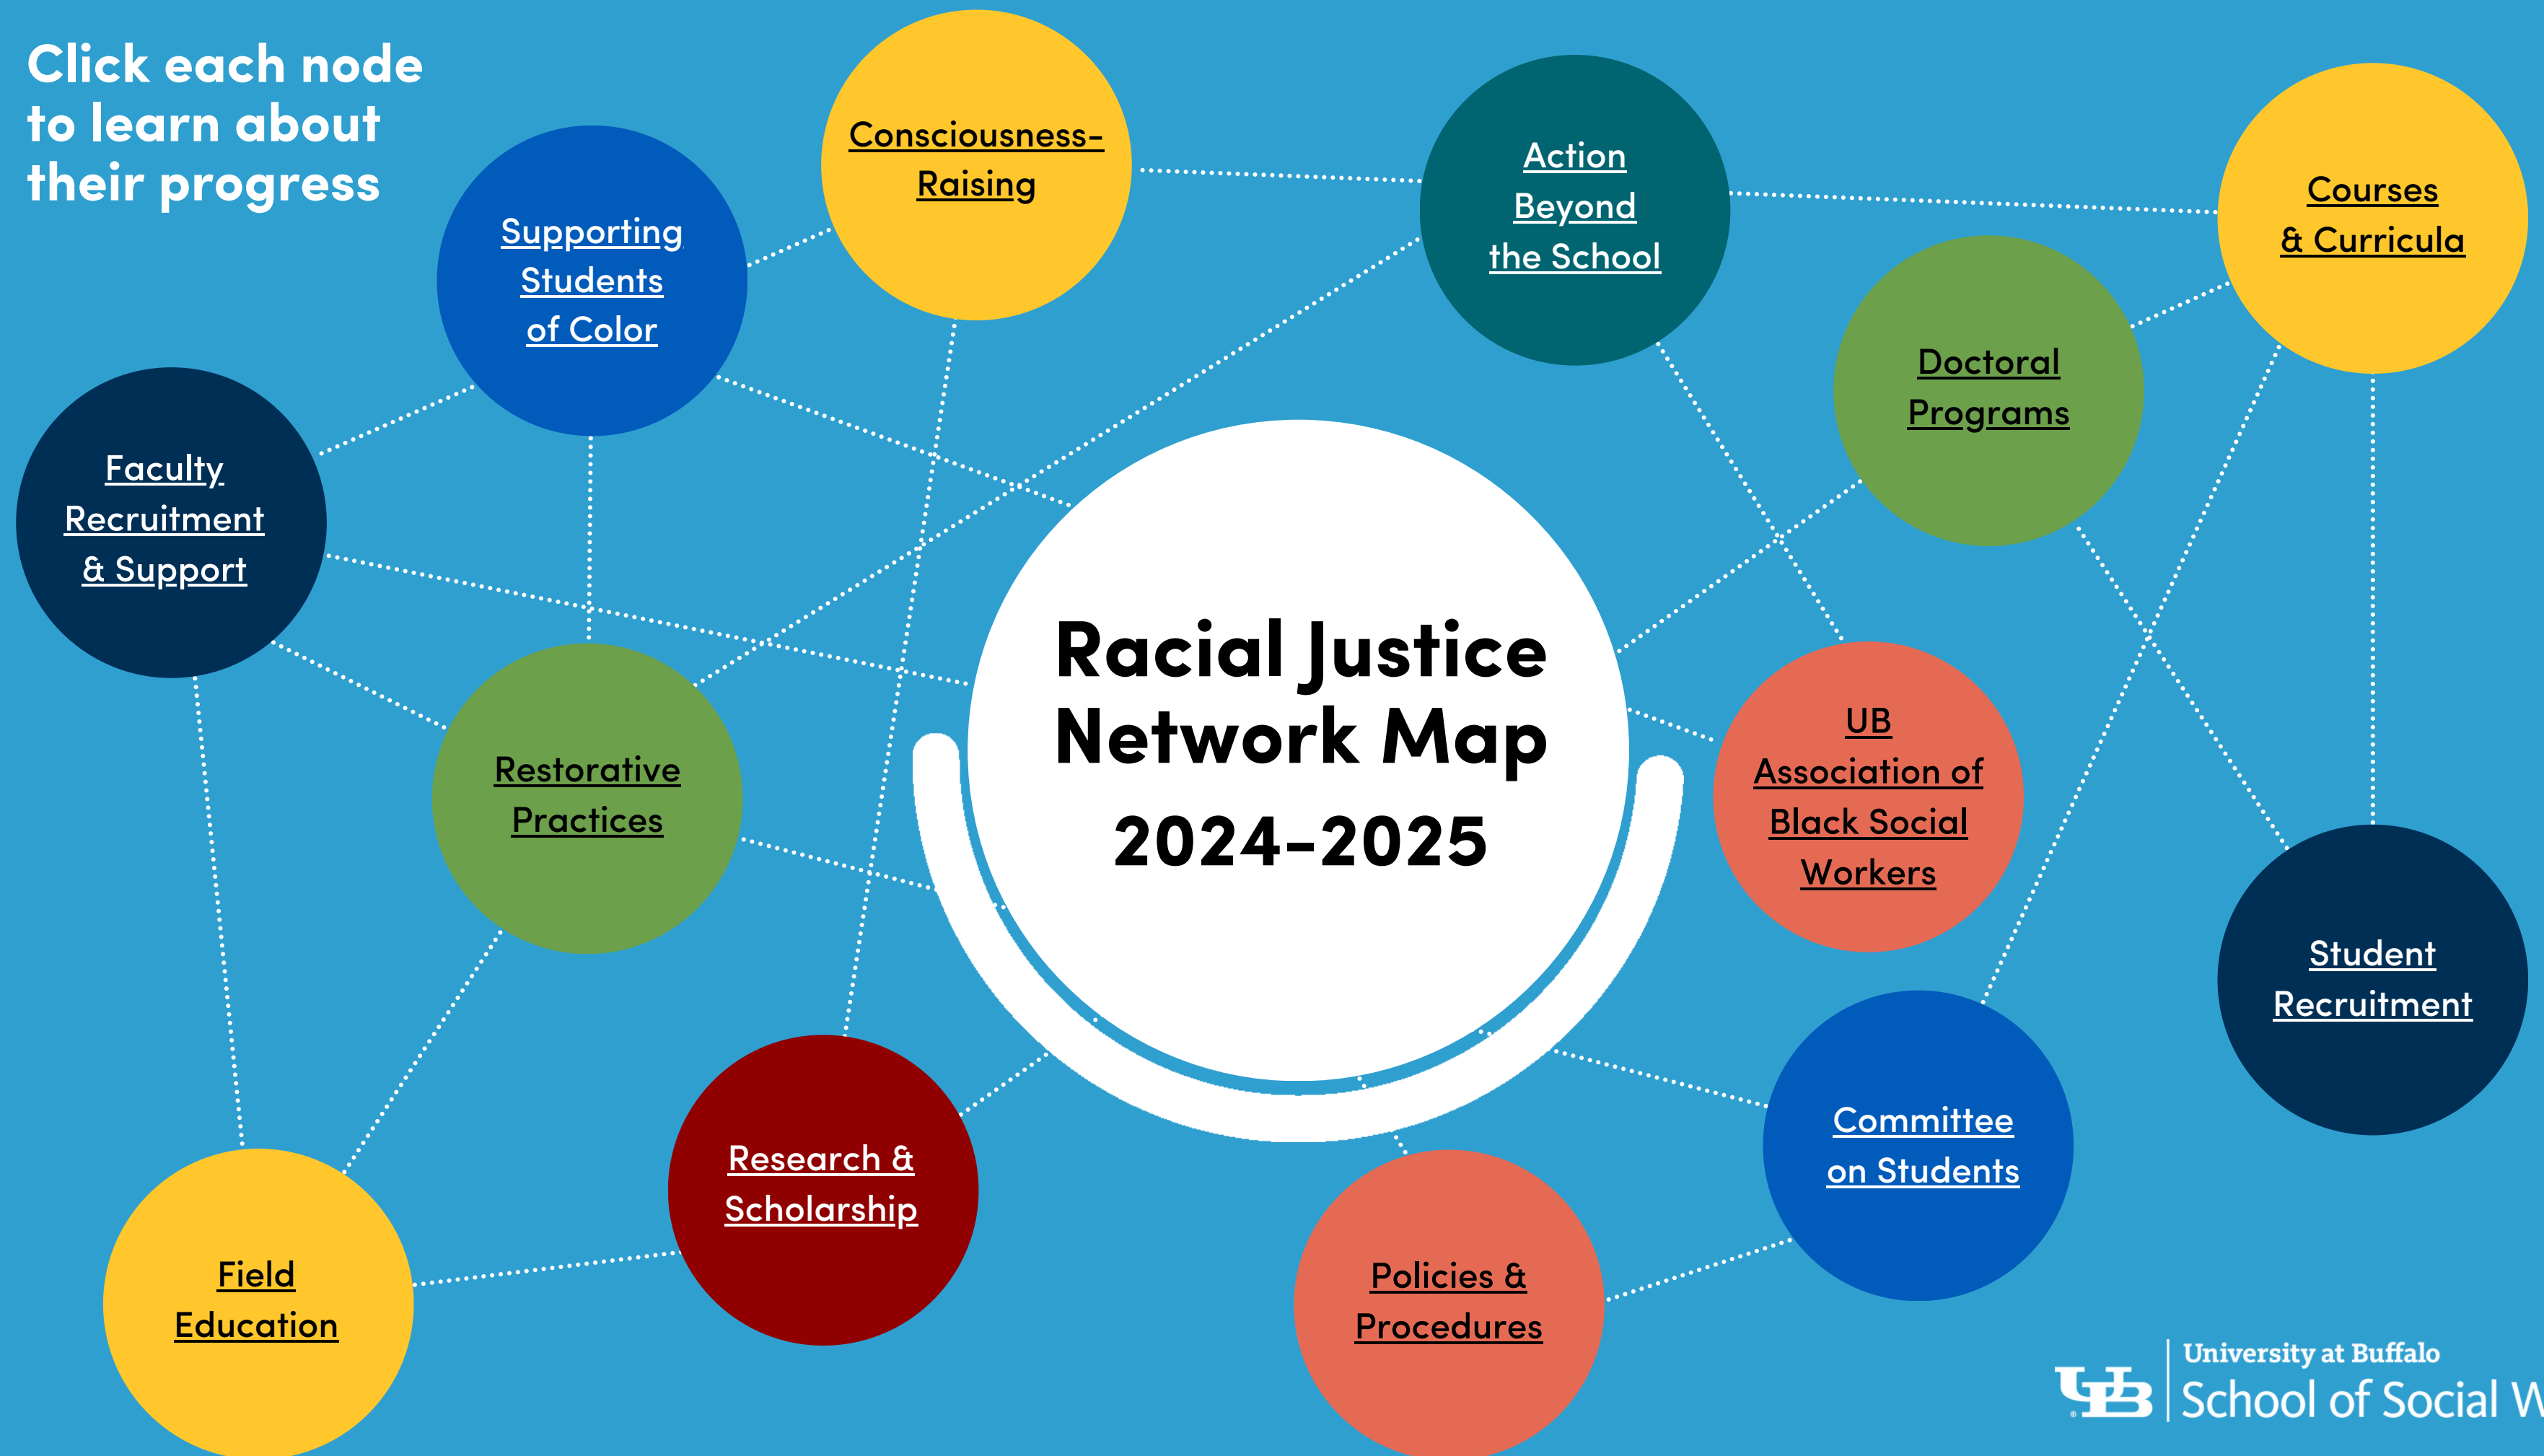 Click each node
to learn about
their progress
Consciousness-
Raising
Action
Beyond
the School
Courses
& Curricula
Supporting
Students
of Color
Doctoral
Programs
Faculty
Recruitment
& Support
Racial Justice
Network Map
2024-2025
UB
Association of
Black Social
Workers
Restorative
Practices
Student
Recruitment
Research &
Scholarship
Committee
on Students
Field
Education
Policies &
Procedures
UB
University at Buffalo
School of Social W